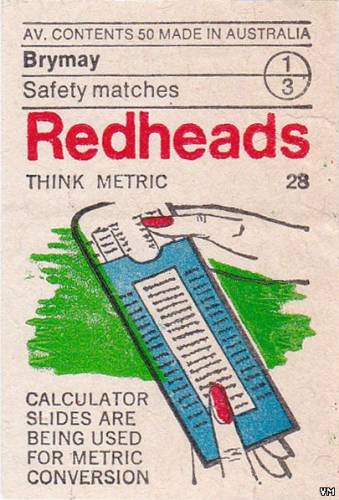 AV. CONTENTS 50 MADE IN AUSTRALIA
Brymay
1
3
Safety matches
Redheads
THINK METRIC 28
CALCULATOR
SLIDES ARE
BEING USED
FOR METRIC
CONVERSION
VM